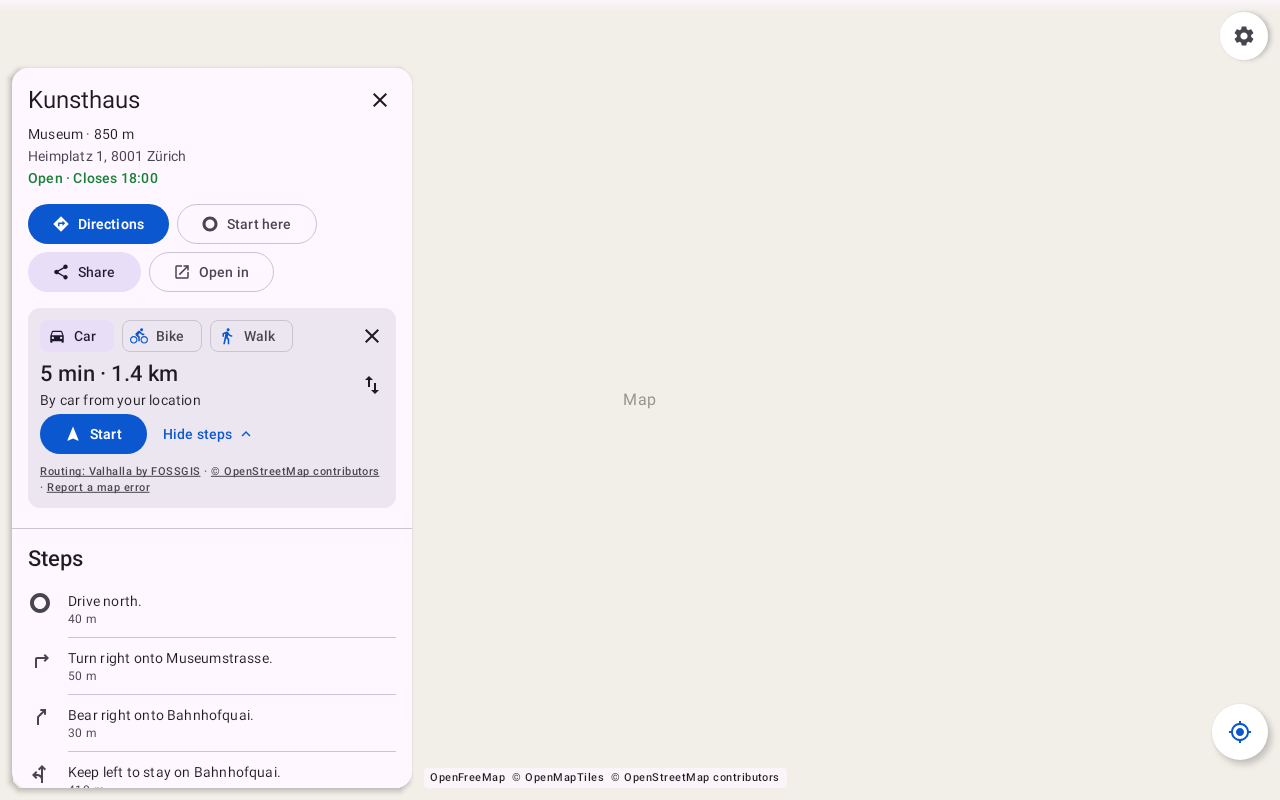 Kunsthaus
Museum · 850 m
Heimplatz 1, 8001 Zürich
Open · Closes 18:00
Directions
Start here
Share
Open in
Car
Bike
Walk
5 min · 1.4 km
By car from your location
Start
Hide steps
Routing: Valhalla by FOSSGIS · © OpenStreetMap contributors
· Report a map error
Steps
Drive north.
40 m
Turn right onto Museumstrasse.
50 m
Bear right onto Bahnhofquai.
30 m
Keep left to stay on Bahnhofquai.
Map
OpenFreeMap © OpenMapTiles © OpenStreetMap contributors